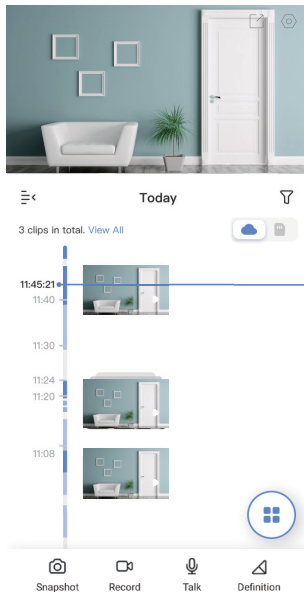 Today
3 clips in total. View All
11:45:21
11:40
11:30
11:24
11:20
11:08
Snapshot
Record
Talk
Definition